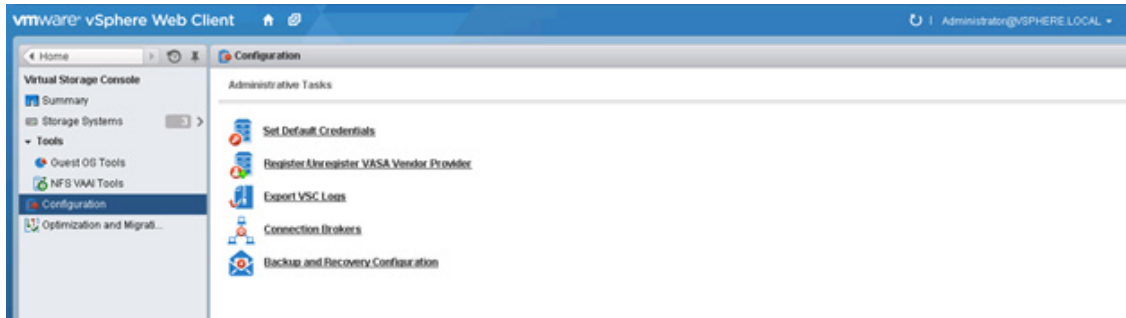 vmware® vSphere Web Client
Administrator@VSPHERE.LOCAL
Home
Configuration
Virtual Storage Console
Administrative Tasks
Summary
Storage Systems 3
Set Default Credentials
Tools
Guest OS Tools
Register/Unregister VASA Vendor Provider
NFS VAAI Tools
Export VSC Logs
Configuration
Optimization and Migrati...
Connection Brokers
Backup and Recovery Configuration